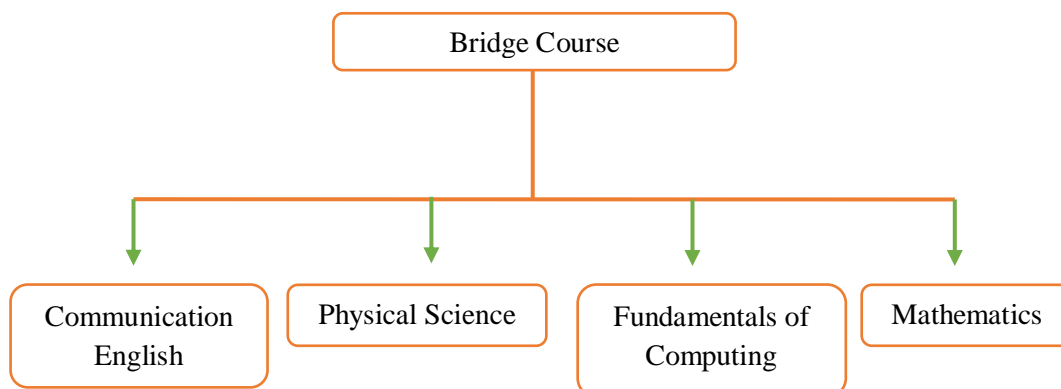 Bridge Course
Communication
English
Physical Science
Fundamentals of
Computing
Mathematics